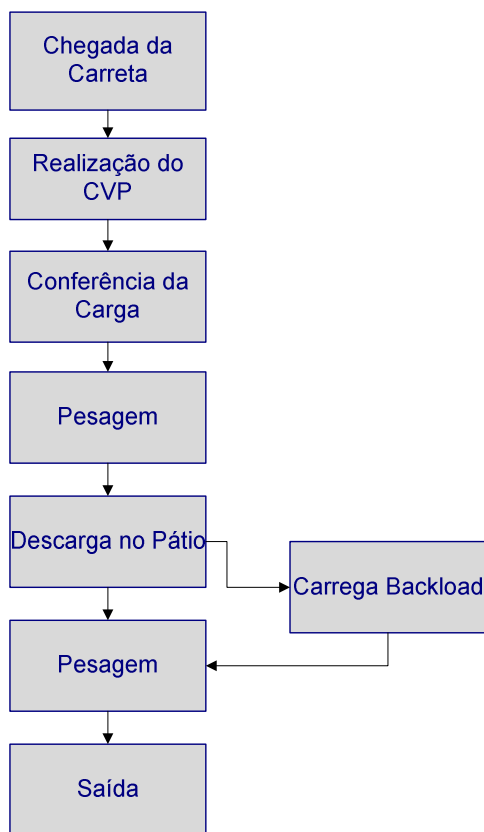 Chegada da
Carreta
Realização do
CVP
Conferência da
Carga
Pesagem
Descarga no Pátio
Carrega Backload
Pesagem
Saída